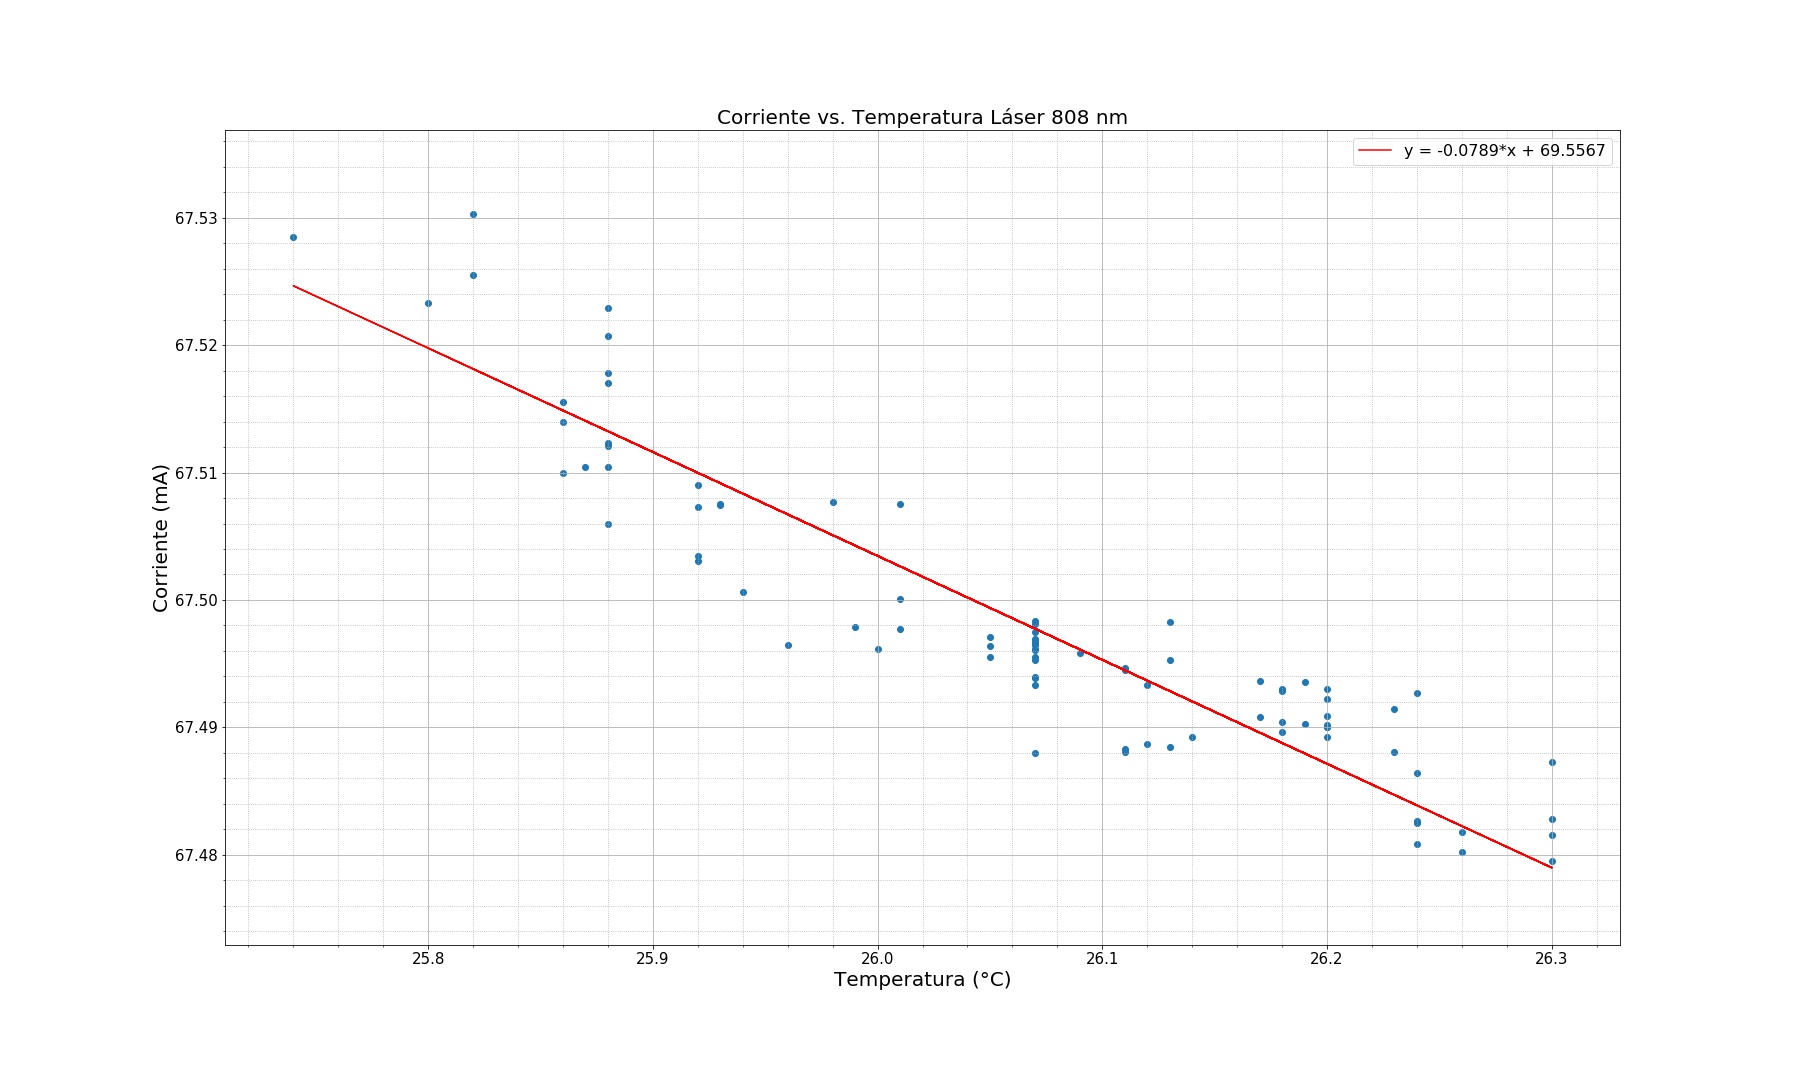 Corriente vs. Temperatura Láser 808 nm
y = -0.0789*x + 69.5567
67.53
67.52
67.51
67.50
67.49
67.48
Corriente (mA)
25.8 25.9 26.0 26.1 26.2 26.3
Temperatura (°C)